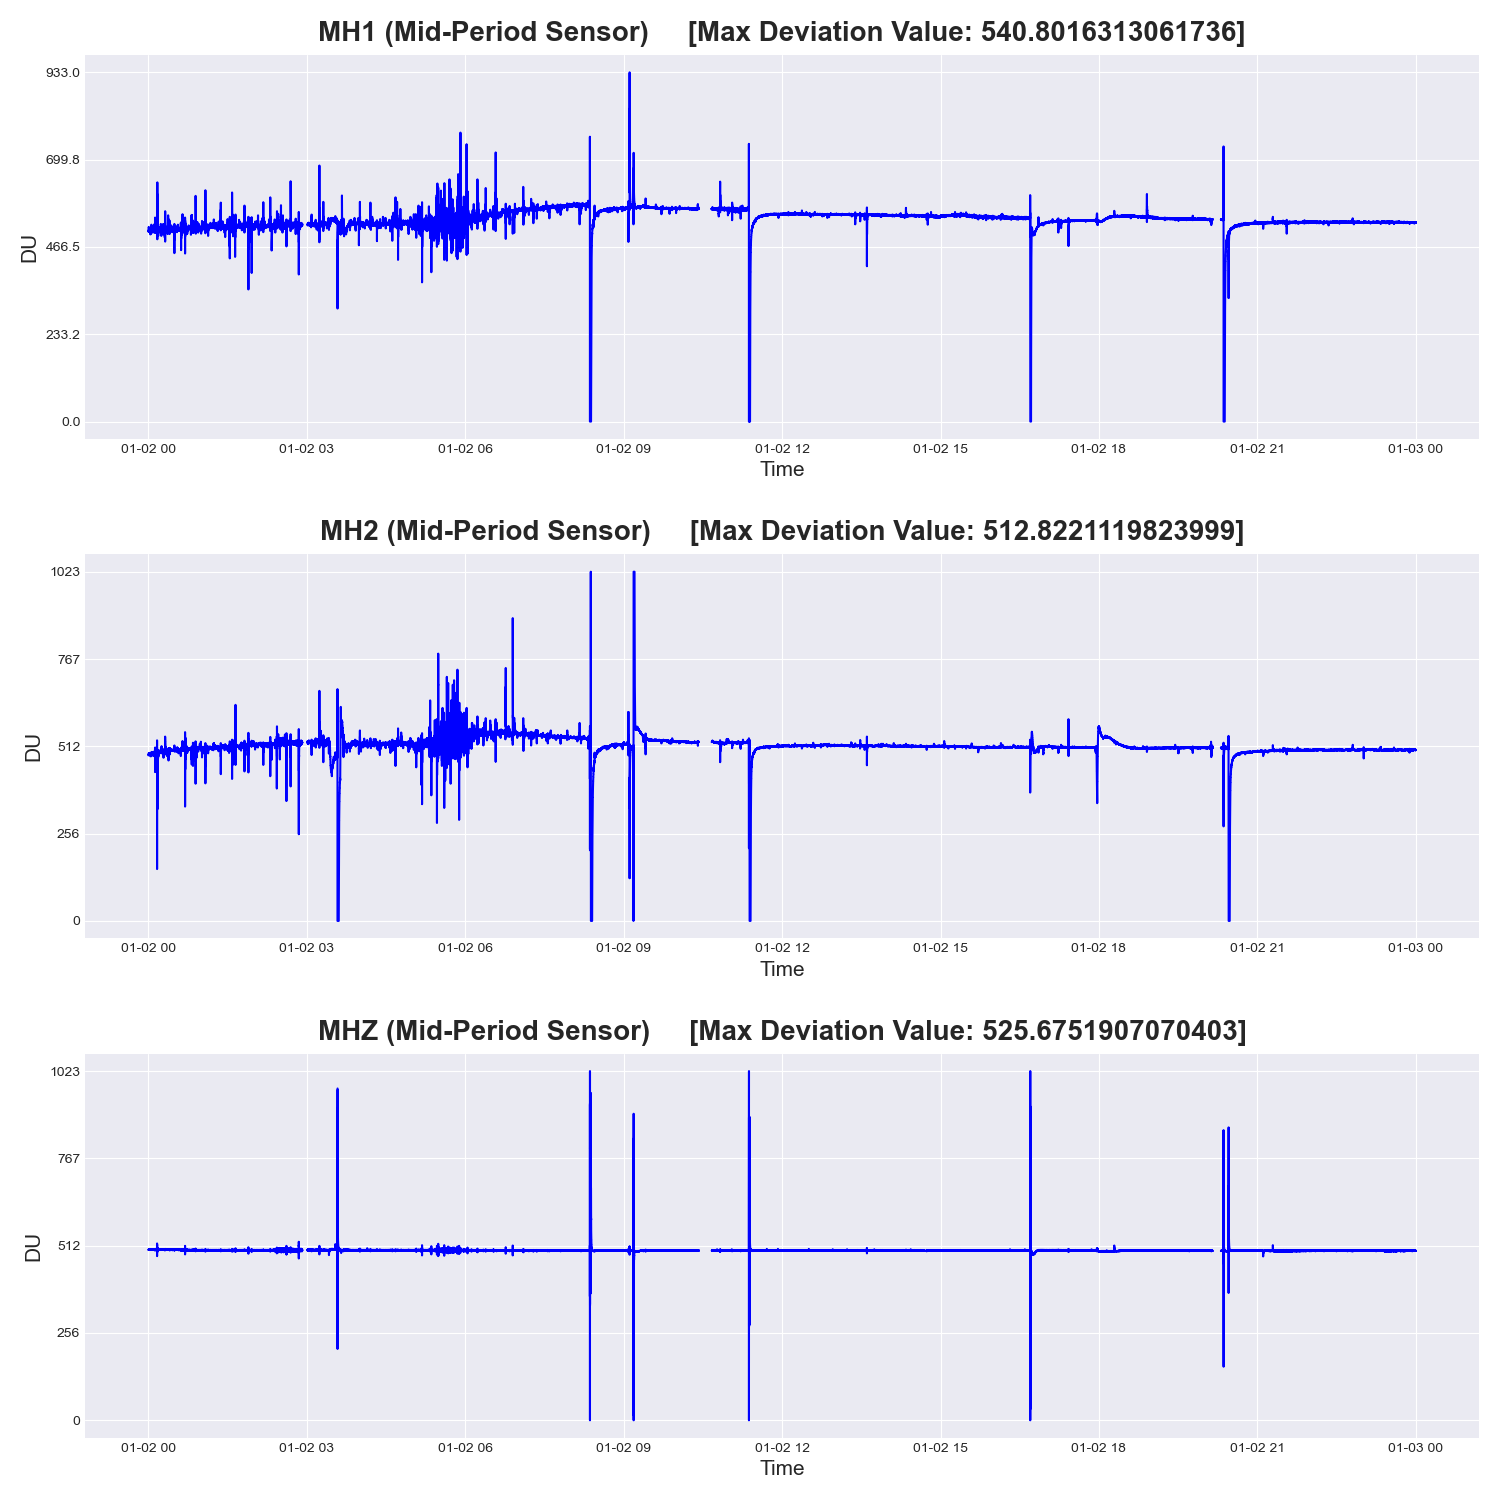 MH1 (Mid-Period Sensor) [Max Deviation Value: 540.8016313061736]
933.0
699.8
466.5
233.2
0.0
DU
01-02 00 01-02 03 01-02 06 01-02 09 01-02 12 01-02 15 01-02 18 01-02 21 01-03 00
Time
MH2 (Mid-Period Sensor) [Max Deviation Value: 512.8221119823999]
1023
767
512
256
0
DU
01-02 00 01-02 03 01-02 06 01-02 09 01-02 12 01-02 15 01-02 18 01-02 21 01-03 00
Time
MHZ (Mid-Period Sensor) [Max Deviation Value: 525.6751907070403]
1023
767
512
256
0
DU
01-02 00 01-02 03 01-02 06 01-02 09 01-02 12 01-02 15 01-02 18 01-02 21 01-03 00
Time